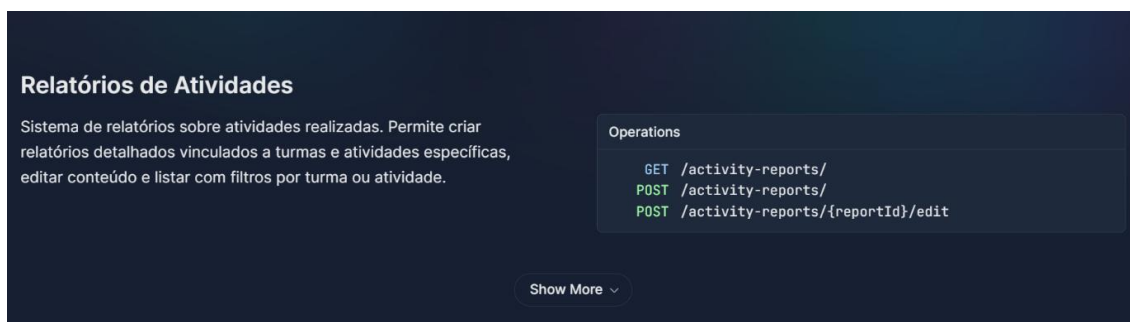 Relatórios de Atividades
Sistema de relatórios sobre atividades realizadas. Permite criar
relatórios detalhados vinculados a turmas e atividades específicas,
editar conteúdo e listar com filtros por turma ou atividade.
Operations
GET /activity-reports/
POST /activity-reports/
POST /activity-reports/{reportId}/edit
Show More